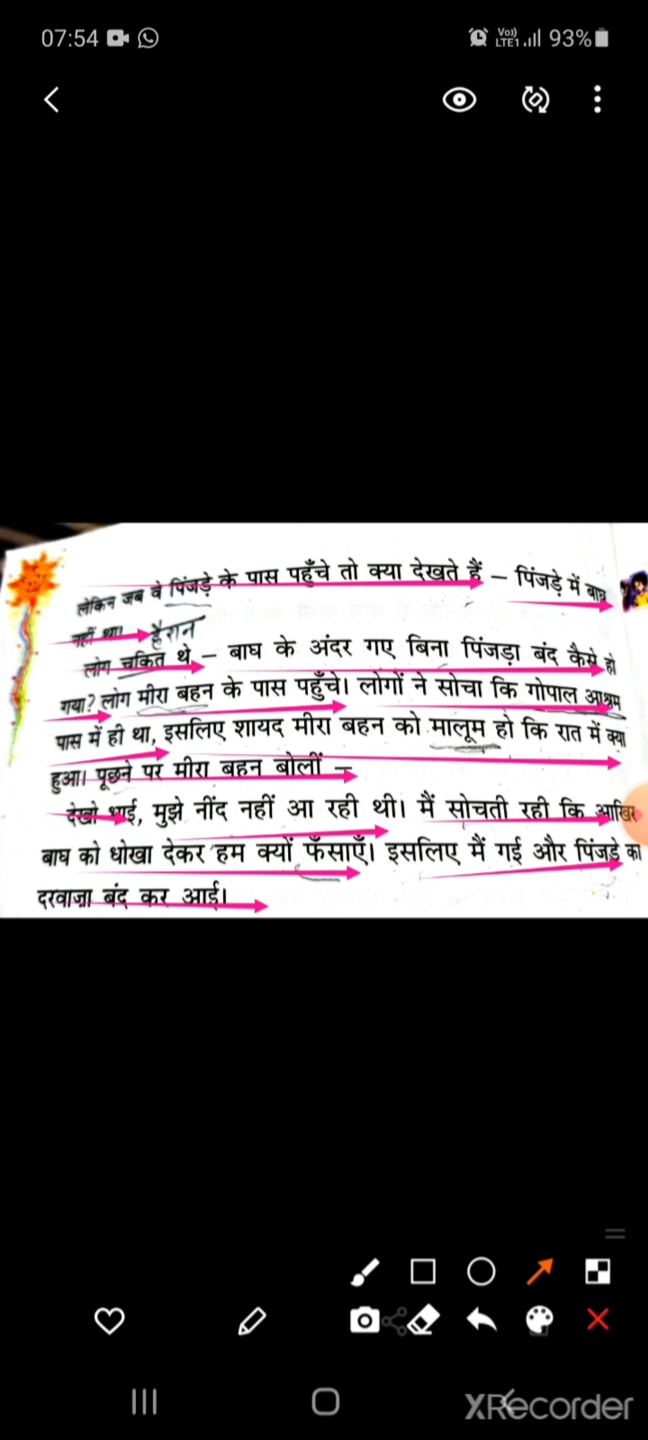 07:54
Vo)) LTE1 93%
लेकिन जब वे पिंजड़े के पास पहुँचे तो क्या देखते हैं – पिंजड़े में बाघ
नहीं था। हैरान
लोग चकित थे – बाघ के अंदर गए बिना पिंजड़ा बंद कैसे हो
गया? लोग मीरा बहन के पास पहुँचे। लोगों ने सोचा कि गोपाल आश्रम
पास में ही था, इसलिए शायद मीरा बहन को मालूम हो कि रात में क्या
हुआ। पूछने पर मीरा बहन बोलीं –
देखो भाई, मुझे नींद नहीं आ रही थी। मैं सोचती रही कि आखिर
बाघ को धोखा देकर हम क्यों फँसाएँ। इसलिए मैं गई और पिंजड़े का
दरवाज़ा बंद कर आई।
XRecorder